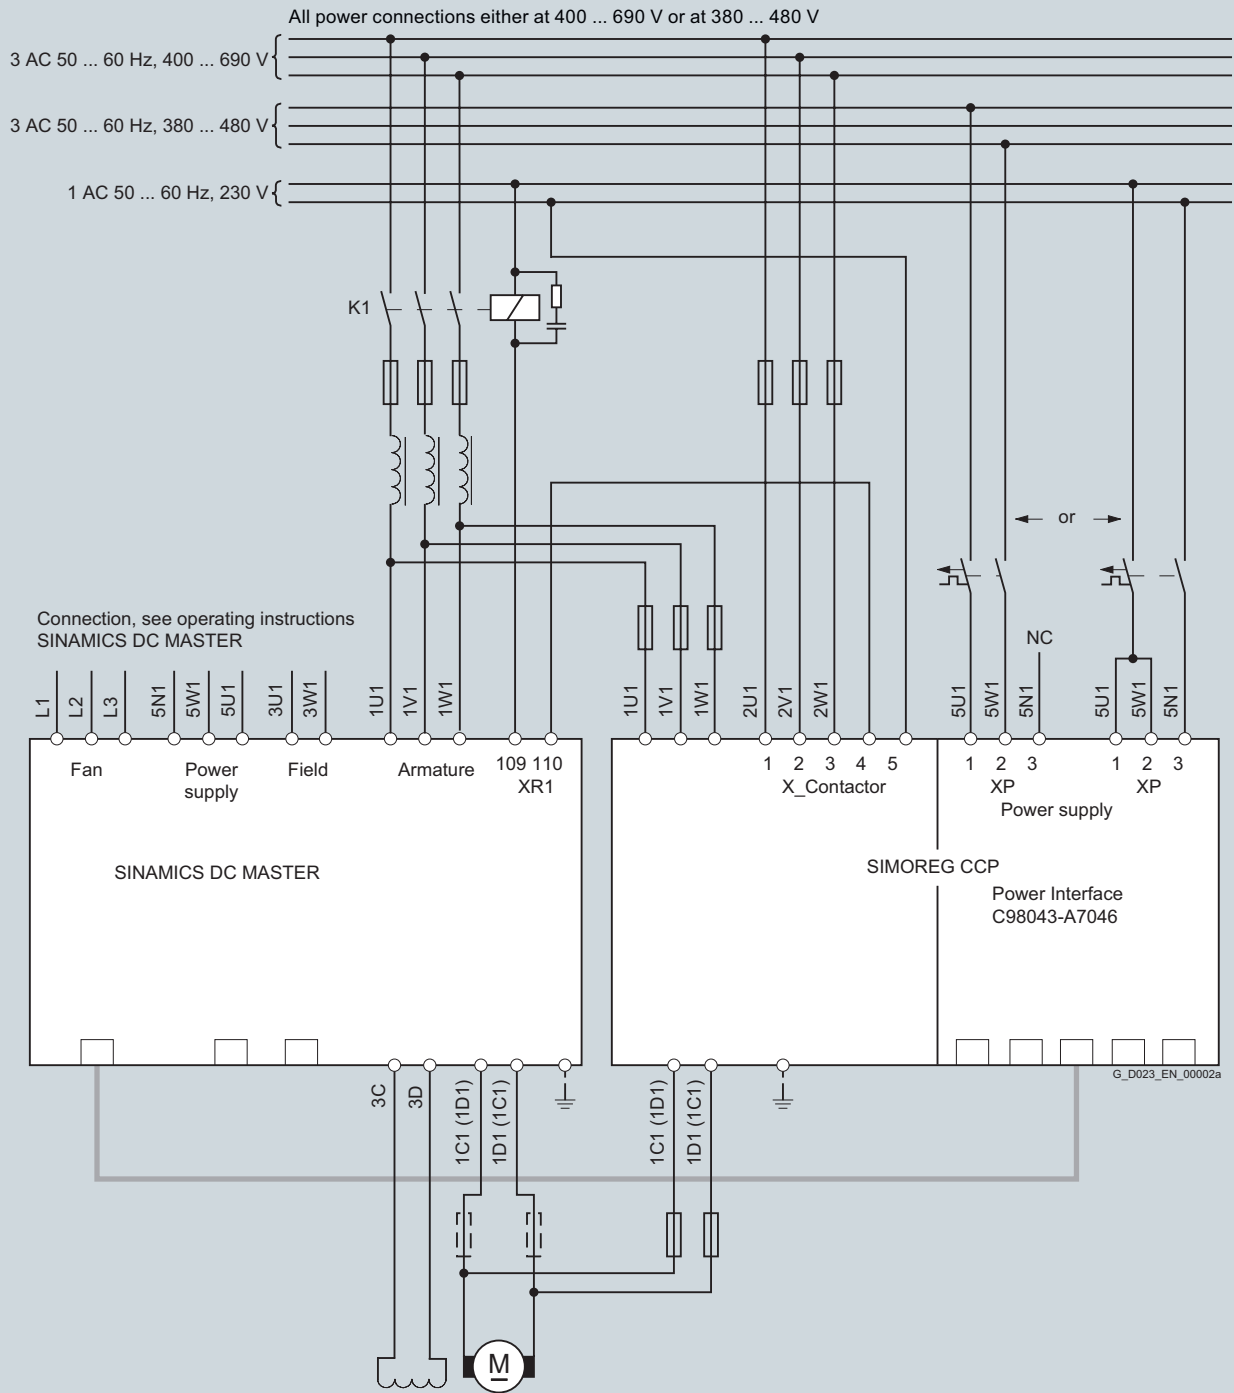 All power connections either at 400 ... 690 V or at 380 ... 480 V
3 AC 50 ... 60 Hz, 400 ... 690 V
3 AC 50 ... 60 Hz, 380 ... 480 V
1 AC 50 ... 60 Hz, 230 V
K1
or
Connection, see operating instructions
SINAMICS DC MASTER
NC
L1 L2 L3 5N1 5W1 5U1 3U1 3W1 1U1 1V1 1W1 1U1 1V1 1W1 2U1 2V1 2W1 5U1 5W1 5N1 5U1 5W1 5N1
Fan
Power
supply
Field
Armature
109 110
XR1
1 2 3 4 5
X_Contactor
1 2 3
XP
1 2 3
XP
Power supply
SINAMICS DC MASTER
SIMOREG CCP
Power Interface
C98043-A7046
G_D023_EN_00002a
3C
3D
1C1 (1D1)
1D1 (1C1)
1C1 (1D1)
1D1 (1C1)
M